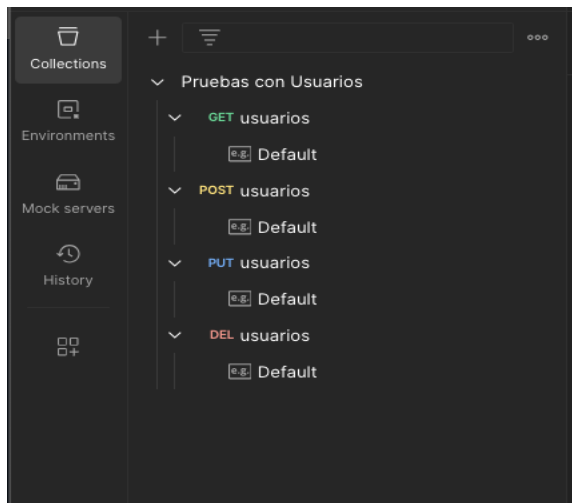 Collections
Environments
Mock servers
History
Pruebas con Usuarios
GET usuarios
e.g. Default
POST usuarios
e.g. Default
PUT usuarios
e.g. Default
DEL usuarios
e.g. Default